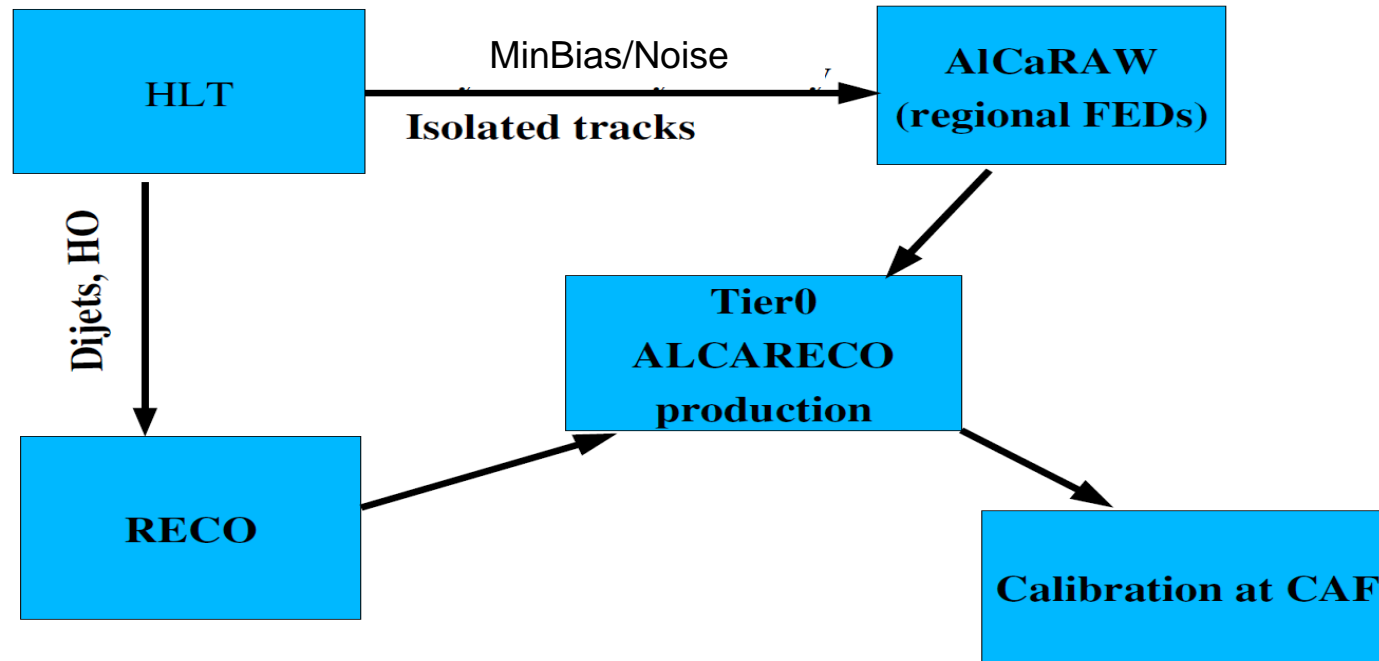 HLT
MinBias/Noise
Isolated tracks
AlCaRAW
(regional FEDs)
Dijets, HO
Tier0
ALCARECO
production
RECO
Calibration at CAF